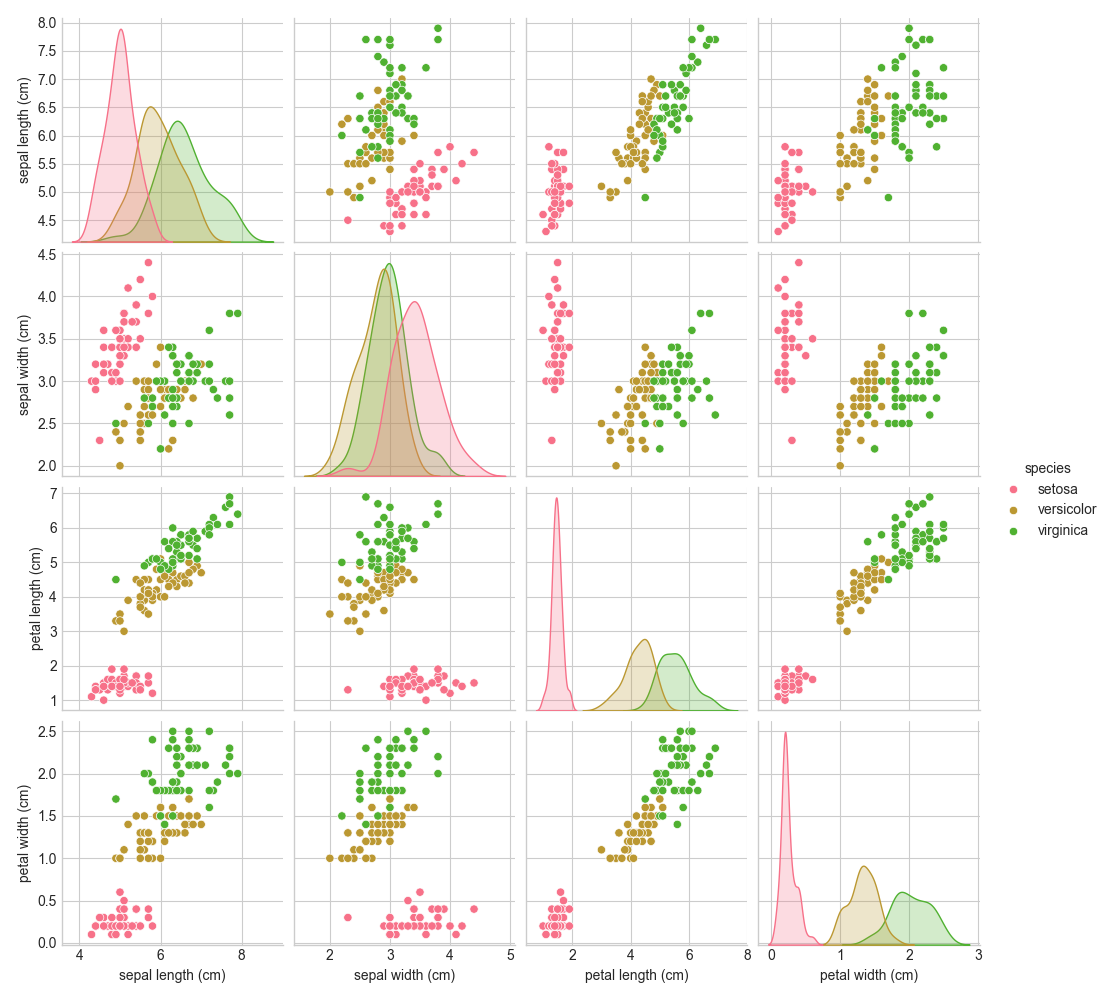 8.0
7.5
7.0
6.5
6.0
5.5
5.0
4.5
sepal length (cm)
4.5
4.0
3.5
3.0
2.5
2.0
sepal width (cm)
species
setosa
versicolor
virginica
7
6
5
4
3
2
1
petal length (cm)
2.5
2.0
1.5
1.0
0.5
0.0
petal width (cm)
4 6 8
2 3 4 5
2 4 6 8
0 1 2 3
sepal length (cm)
sepal width (cm)
petal length (cm)
petal width (cm)